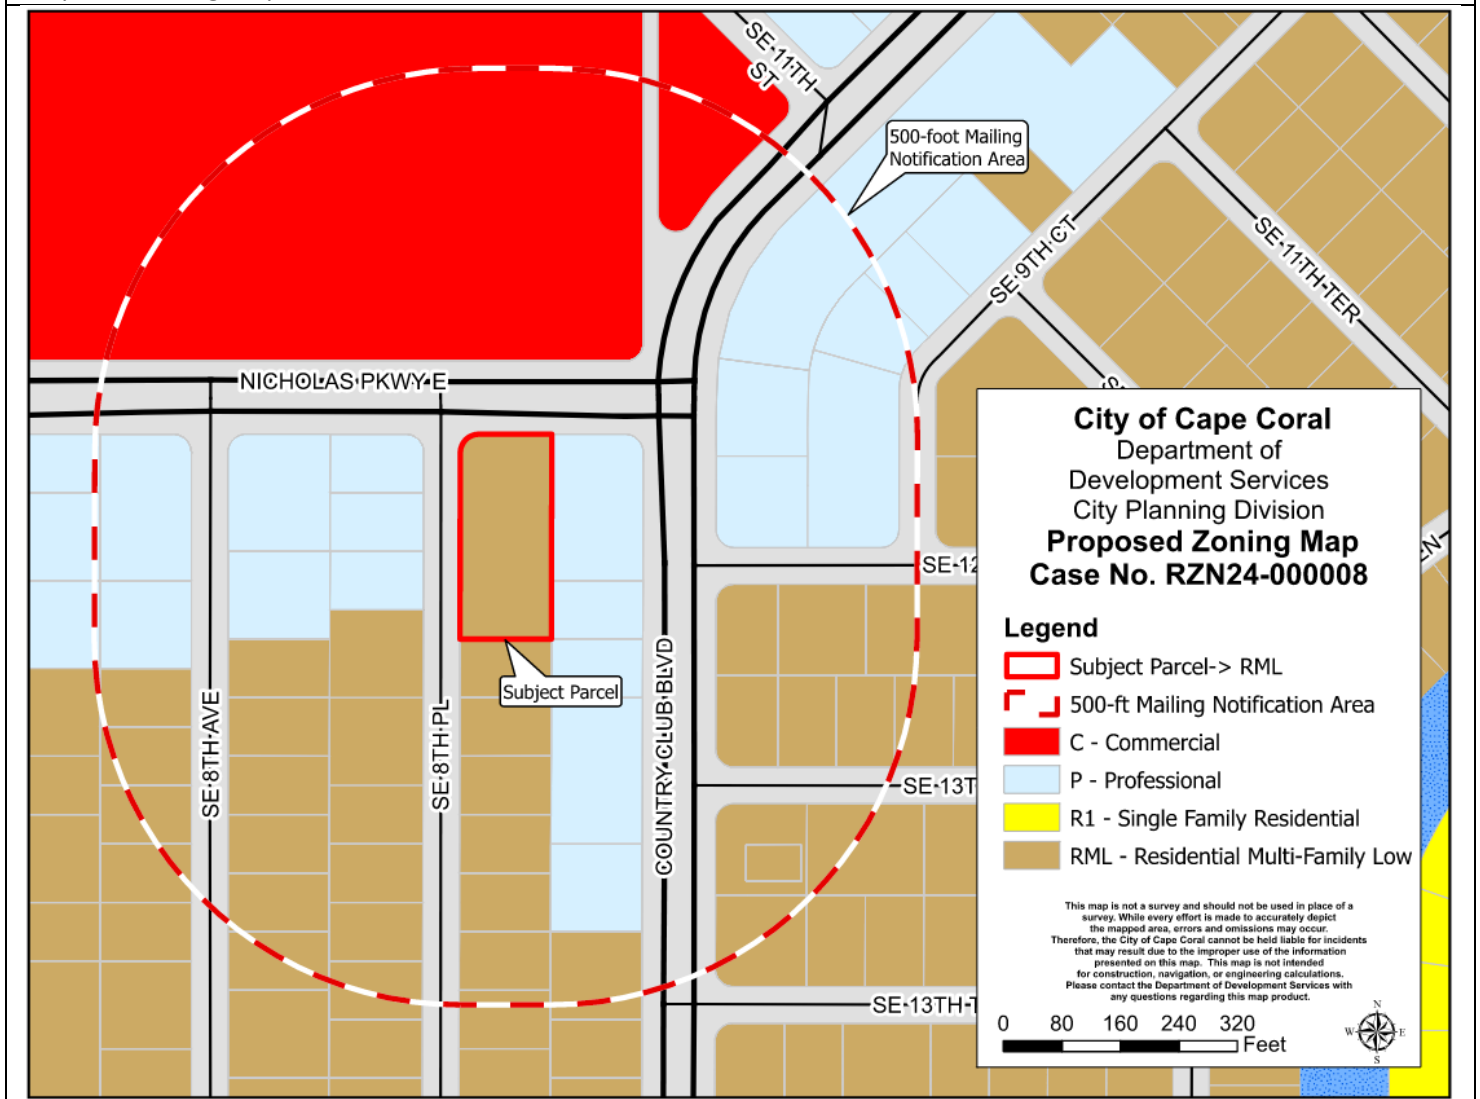 SE 11TH
ST
500-foot Mailing
Notification Area
SE 9TH CT
SE 11TH TER
NICHOLAS PKWY E
SE 12
SE 8TH AVE
SE 8TH PL
Subject Parcel
COUNTRY CLUB BLVD
SE 13T
SE 13TH T
EN
City of Cape Coral
Department of
Development Services
City Planning Division
Proposed Zoning Map
Case No. RZN24-000008
Legend
Subject Parcel-> RML
500-ft Mailing Notification Area
C - Commercial
P - Professional
R1 - Single Family Residential
RML - Residential Multi-Family Low
This map is not a survey and should not be used in place of a
survey. While every effort is made to accurately depict
the mapped area, errors and omissions may occur.
Therefore, the City of Cape Coral cannot be held liable for incidents
that may result due to the improper use of the information
presented on this map. This map is not intended
for construction, navigation, or engineering calculations.
Please contact the Department of Development Services with
any questions regarding this map product.
0 80 160 240 320
Feet
N
W E
S